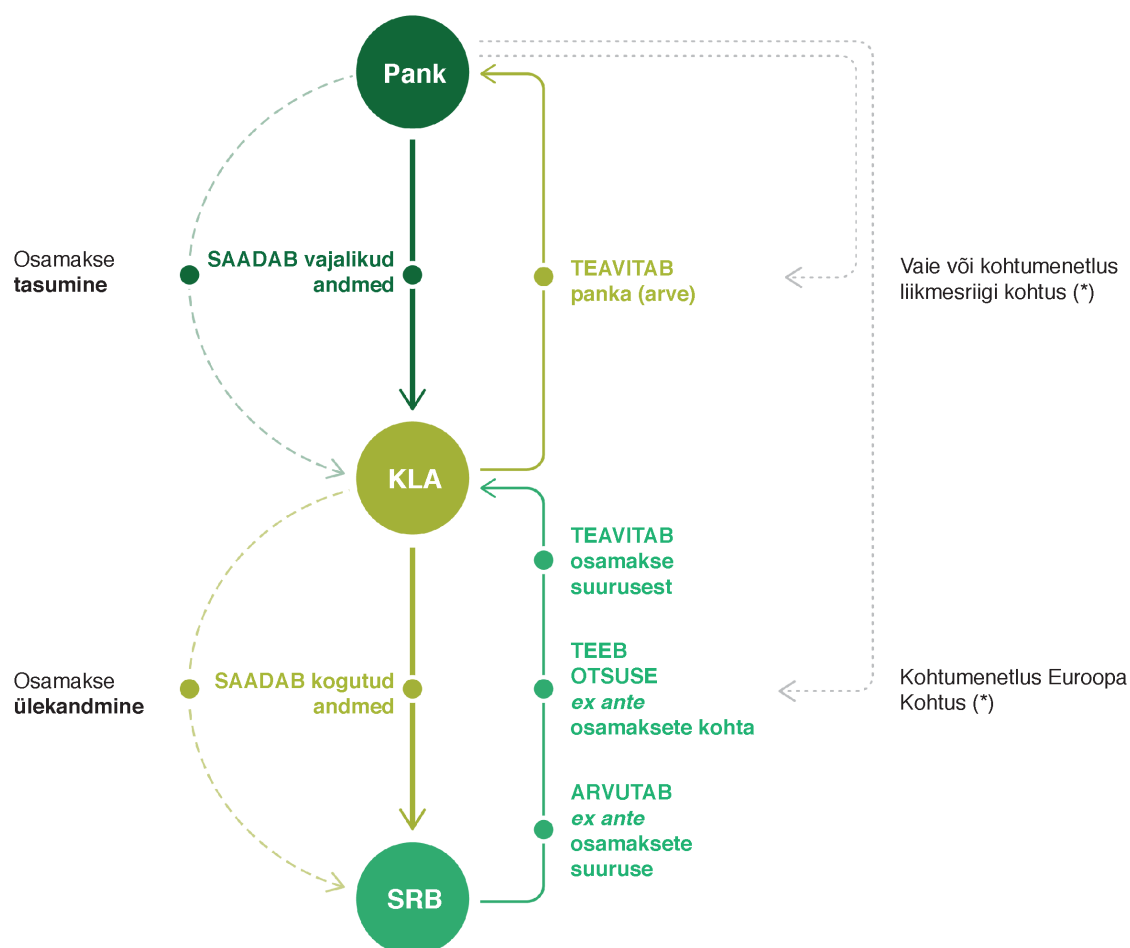 Pank
Osamakse
tasumine
SAADAB vajalikud
andmed
TEAVITAB
panka (arve)
Vaie või kohtumenetlus
liikmesriigi kohtus (*)
KLA
TEAVITAB
osamakse
suurusest
Osamakse
ülekandmine
SAADAB kogutud
andmed
TEEB
OTSUSE
ex ante
osamaksete kohta
Kohtumenetlus Euroopa
Kohtus (*)
ARVUTAB
ex ante
osamaksete
suuruse
SRB